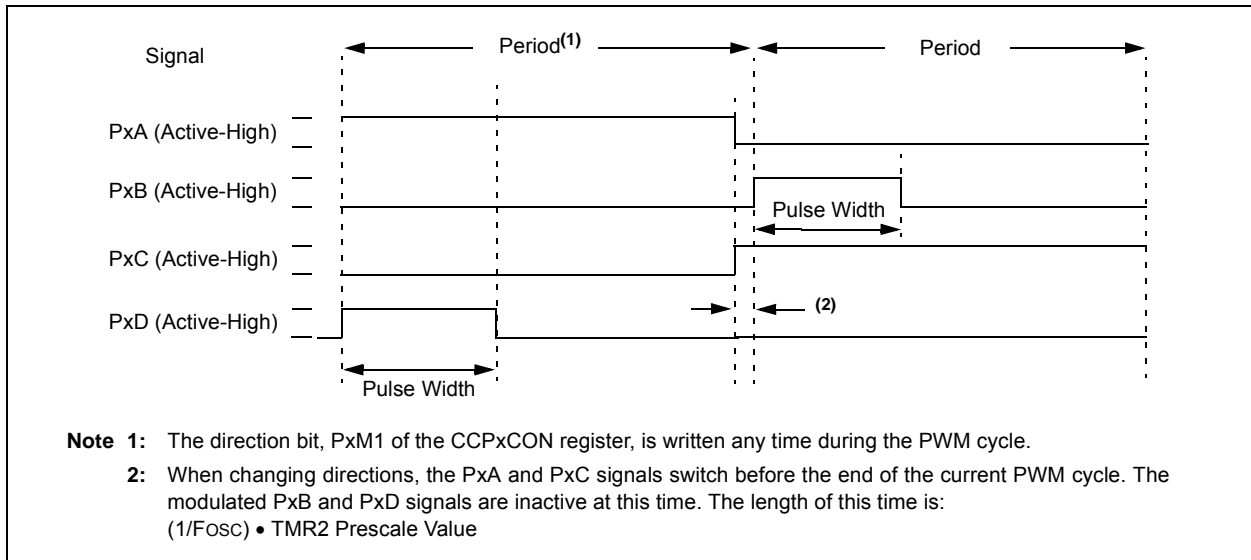 Signal
Period(1)
Period
PxA (Active-High)
PxB (Active-High)
Pulse Width
PxC (Active-High)
PxD (Active-High)
(2)
Pulse Width
Note 1: The direction bit, PxM1 of the CCPxCON register, is written any time during the PWM cycle.
2: When changing directions, the PxA and PxC signals switch before the end of the current PWM cycle. The
modulated PxB and PxD signals are inactive at this time. The length of this time is:
(1/FOSC) • TMR2 Prescale Value